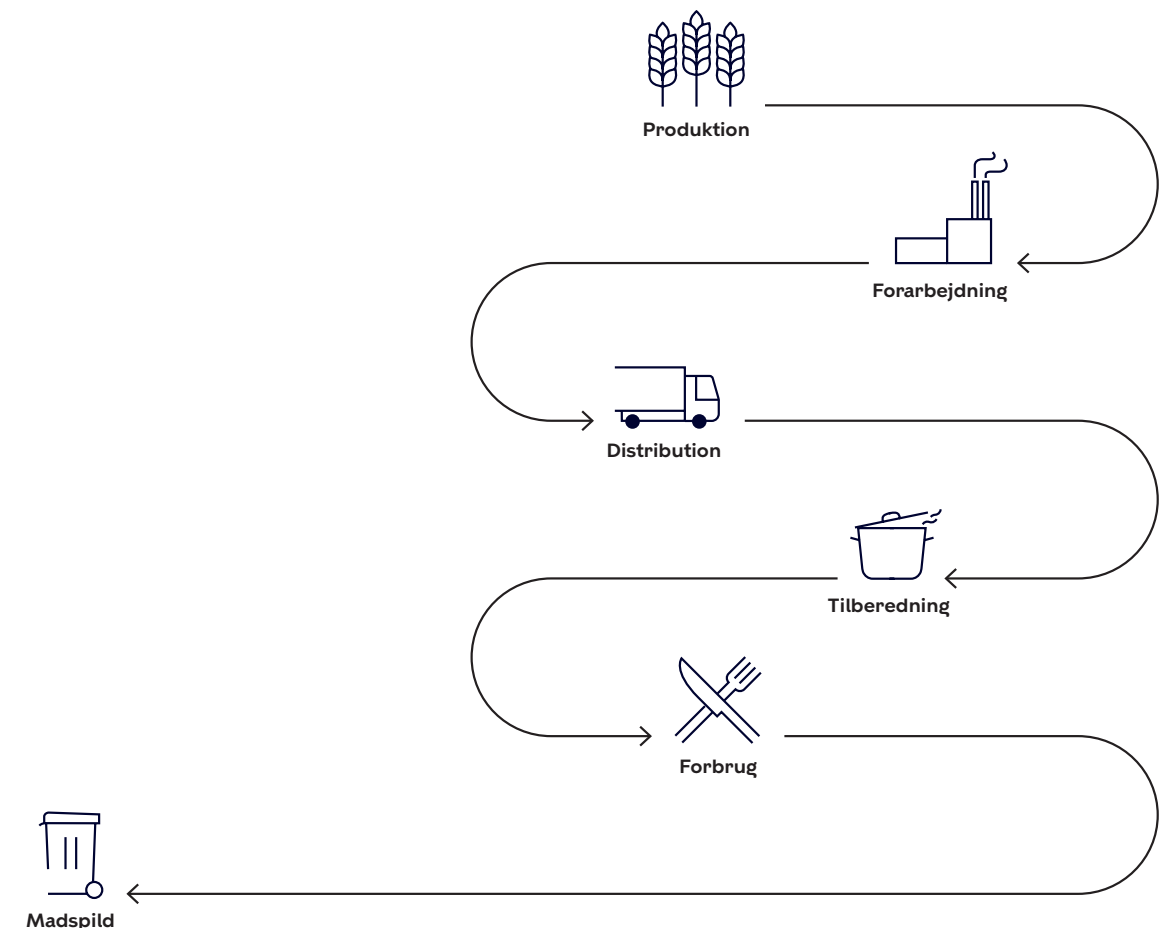 Produktion
Forarbejdning
Distribution
Tilberedning
Forbrug
Madspild